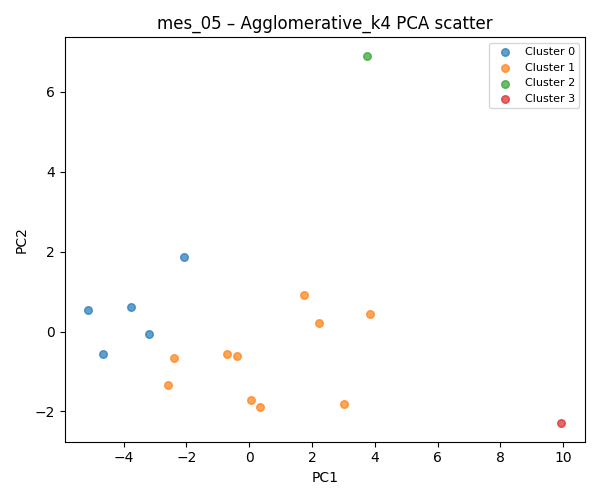 mes_05 – Agglomerative_k4 PCA scatter
Cluster 0
Cluster 1
Cluster 2
Cluster 3
PC2
6
4
2
0
−2
−4
−2
0
2
4
6
8
10
PC1